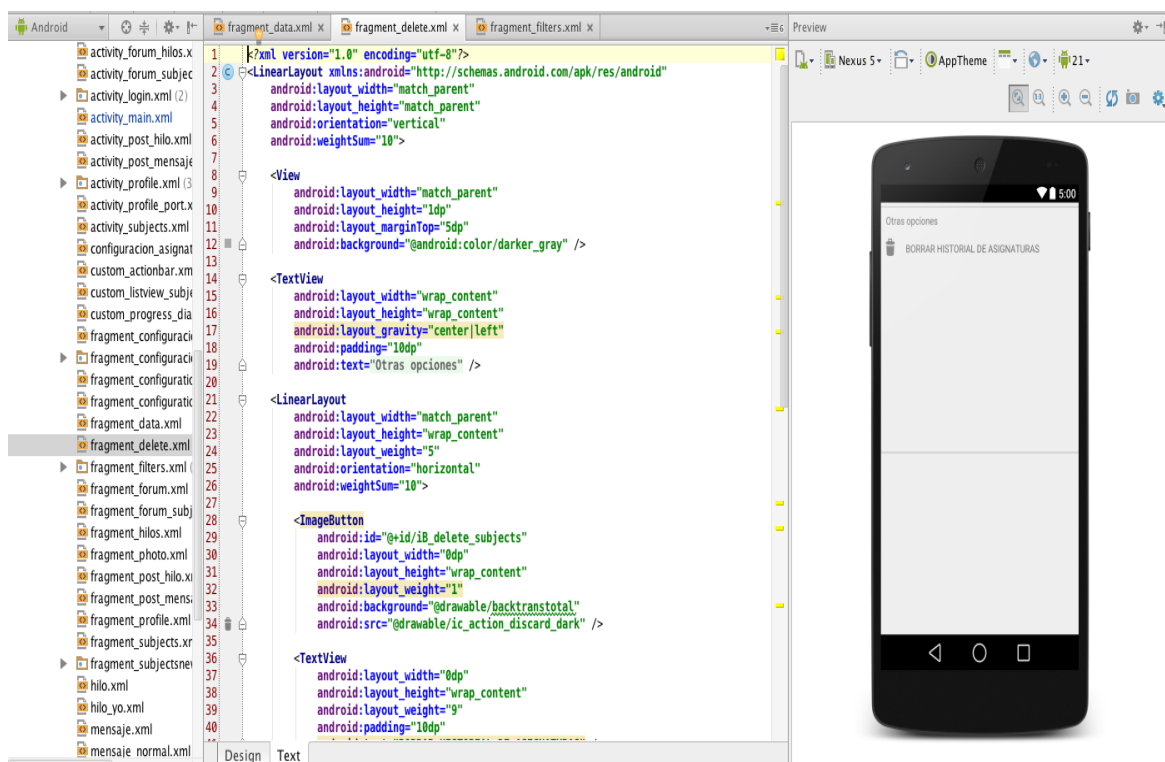 Android
fragment_data.xml x
fragment_delete.xml x
fragment_filters.xml x
6
Preview
activity_forum_hilos.x
activity_forum_subjec
activity_login.xml (2)
activity_main.xml
activity_post_hilo.xml
activity_post_mensaje
activity_profile.xml (3
activity_profile_port.x
activity_subjects.xml
configuracion_asignat
custom_actionbar.xm
custom_listview_subje
custom_progress_dia
fragment_configuraci
fragment_configuraci
fragment_configuratio
fragment_configuratio
fragment_data.xml
fragment_delete.xml
fragment_filters.xml (
fragment_forum.xml
fragment_forum_subj
fragment_hilos.xml
fragment_photo.xml
fragment_post_hilo.x
fragment_post_mensa
fragment_profile.xml
fragment_subjects.xr
fragment_subjectsnew
hilo.xml
hilo_yo.xml
mensaje.xml
mensaje_normal.xml
1 <?xml version="1.0" encoding="utf-8"?>
2 C <LinearLayout xmlns:android="http://schemas.android.com/apk/res/android"
3 android:layout_width="match_parent"
4 android:layout_height="match_parent"
5 android:orientation="vertical"
6 android:weightSum="10">
7
8 <View
9 android:layout_width="match_parent"
10 android:layout_height="1dp"
11 android:layout_marginTop="5dp"
12 android:background="@android:color/darker_gray" />
13
14 <TextView
15 android:layout_width="wrap_content"
16 android:layout_height="wrap_content"
17 android:layout_gravity="center|left"
18 android:padding="10dp"
19 android:text="Otras opciones" />
20
21 <LinearLayout
22 android:layout_width="match_parent"
23 android:layout_height="wrap_content"
24 android:layout_weight="5"
25 android:orientation="horizontal"
26 android:weightSum="10">
27
28 <ImageButton
29 android:id="@+id/iB_delete_subjects"
30 android:layout_width="0dp"
31 android:layout_height="wrap_content"
32 android:layout_weight="1"
33 android:background="@drawable/backtranstotal"
34 android:src="@drawable/ic_action_discard_dark" />
35
36 <TextView
37 android:layout_width="0dp"
38 android:layout_height="wrap_content"
39 android:layout_weight="9"
40 android:padding="10dp"
Design Text
Nexus 5
AppTheme
21
1:1
5:00
Otras opciones
BORRAR HISTORIAL DE ASIGNATURAS